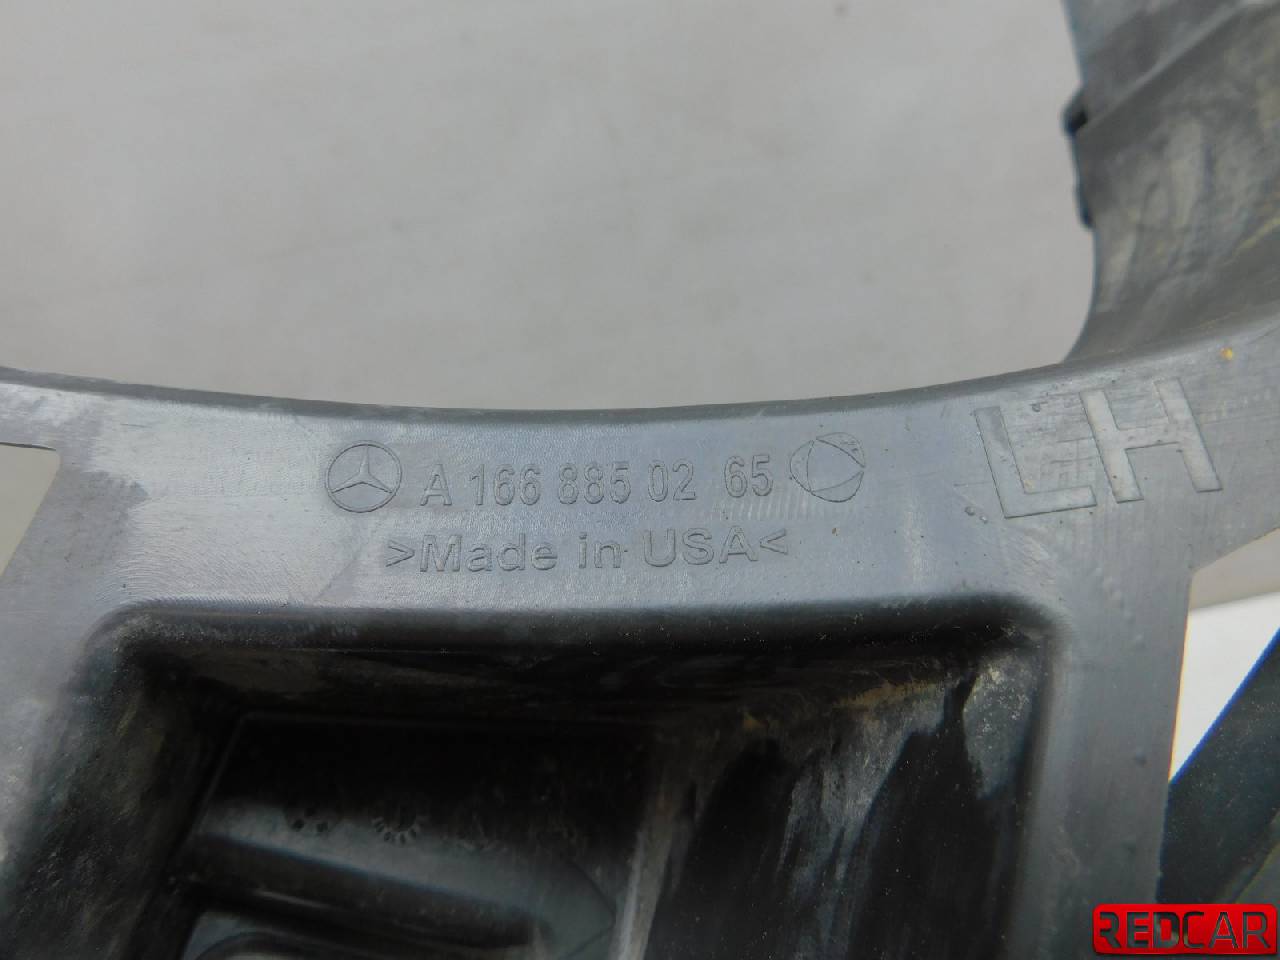 A 166 885 02 65
LH
>Made in USA<
REDCAR